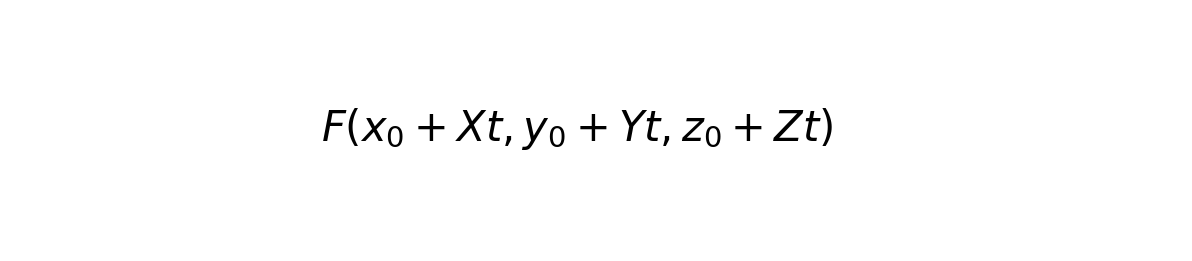 F(x₀ + Xt, y₀ + Yt, z₀ + Zt)